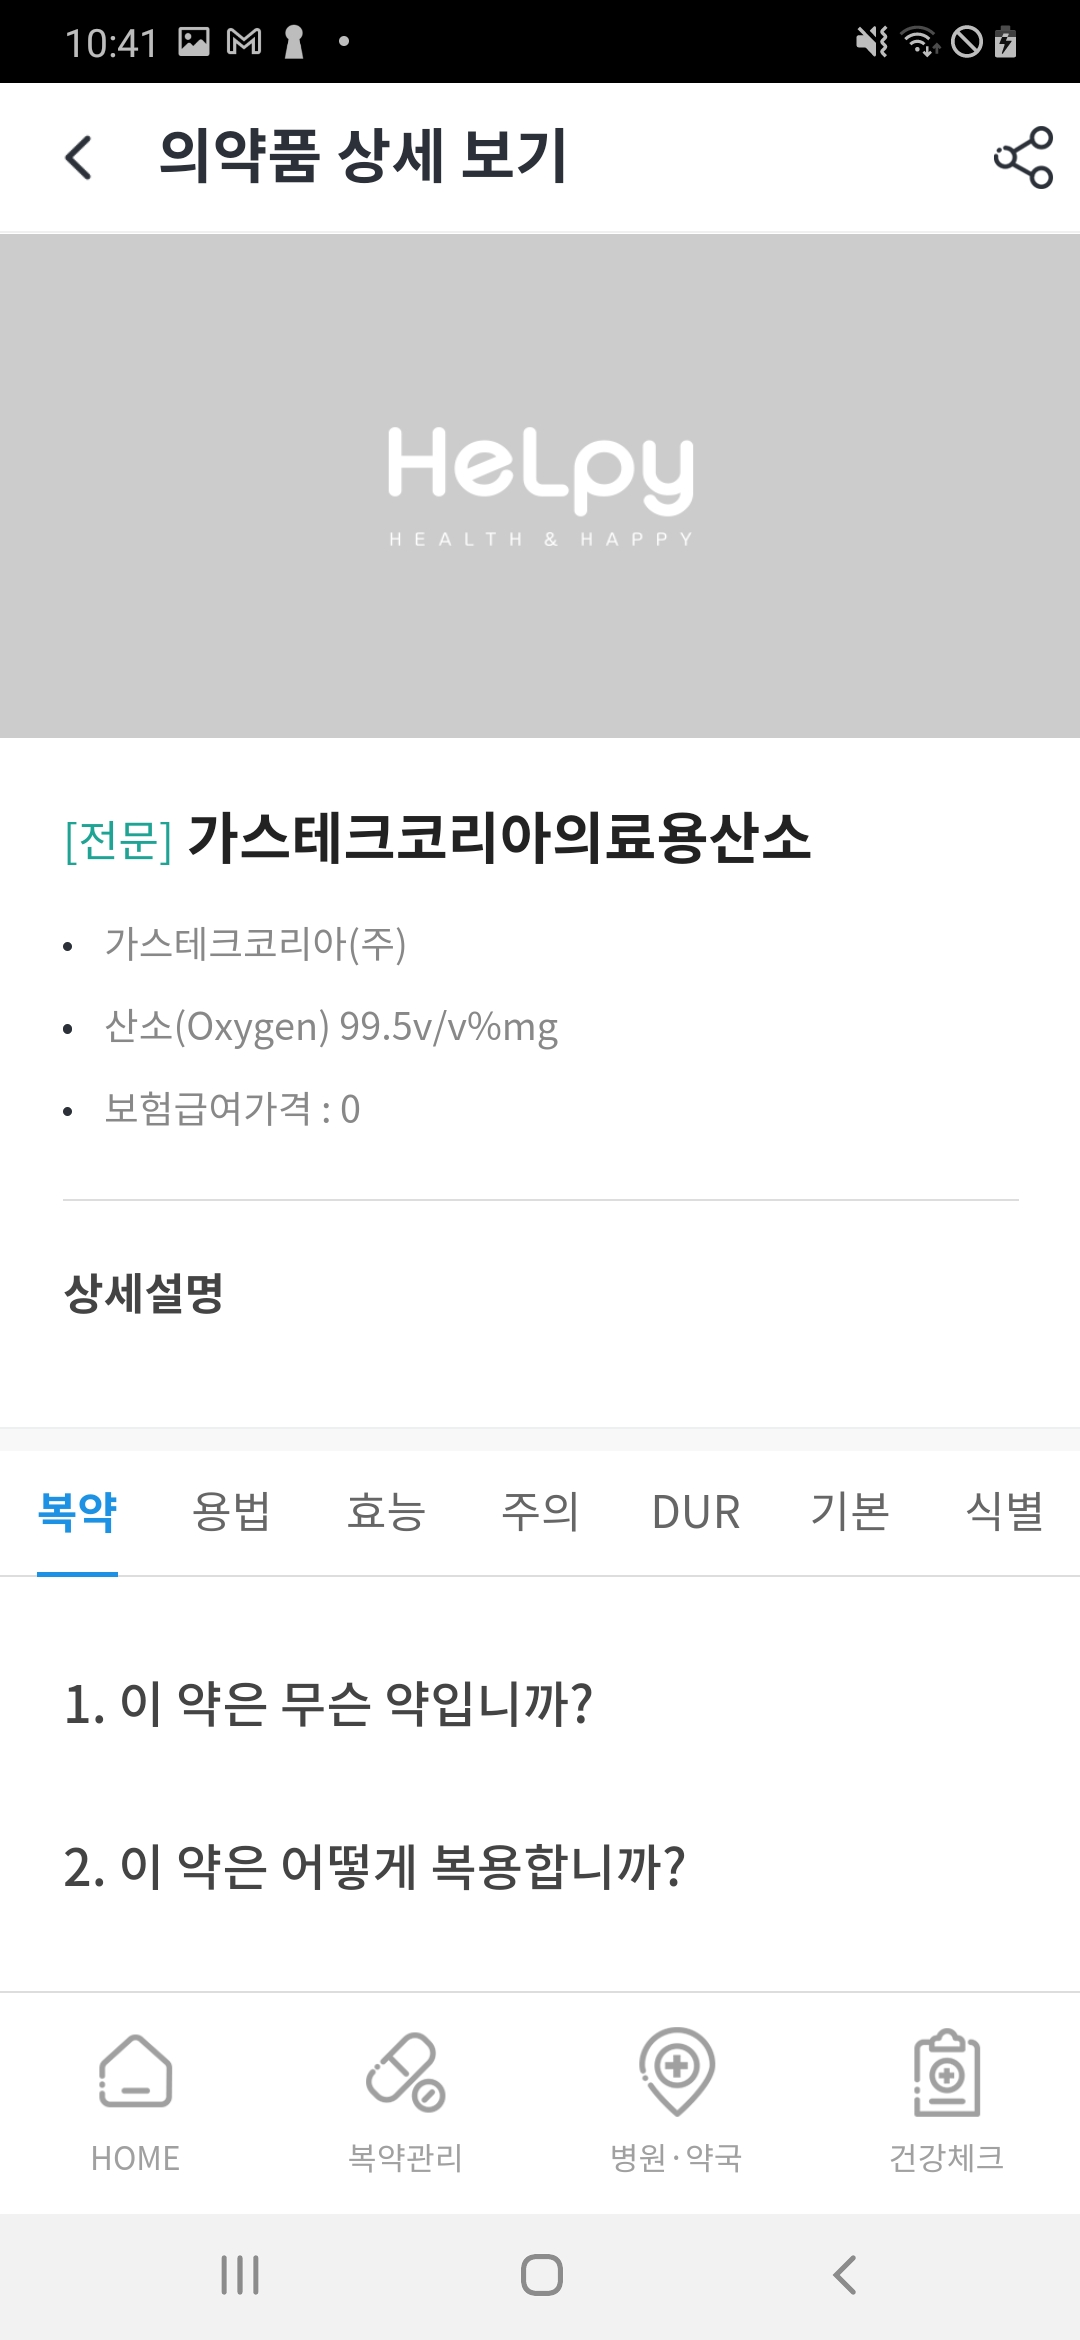 10:41
의약품 상세 보기
HeLpy
HEALTH & HAPPY
[전문] 가스테크코리아의료용산소
• 가스테크코리아(주)
• 산소(Oxygen) 99.5v/v%mg
• 보험급여가격 : 0
상세설명
복약 용법 효능 주의 DUR 기본 식별
1. 이 약은 무슨 약입니까?
2. 이 약은 어떻게 복용합니까?
HOME 복약관리 병원·약국 건강체크